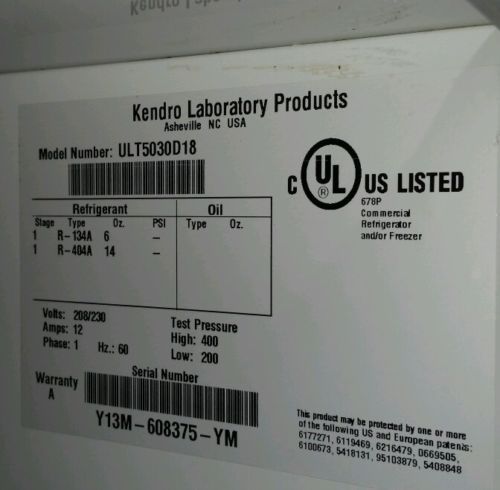 Kendro Laboratory Products
Asheville NC USA
Model Number: ULT5030D18
C UL ® US LISTED
678P
Commercial
Refrigerator
and/or Freezer
Refrigerant Oil
Stage Type Oz. PSI Type Oz.
1 R-134A 6 –
1 R-404A 14 –
Volts: 208/230
Amps: 12
Phase: 1 Hz.: 60
Test Pressure
High: 400
Low: 200
Serial Number
Warranty
A
Y13M-608375-YM
This product may be protected by one or more
of the following US and European patents:
6177271, 6119469, 6216479, 0669505,
6100673, 5418131, 95103879, 5408848